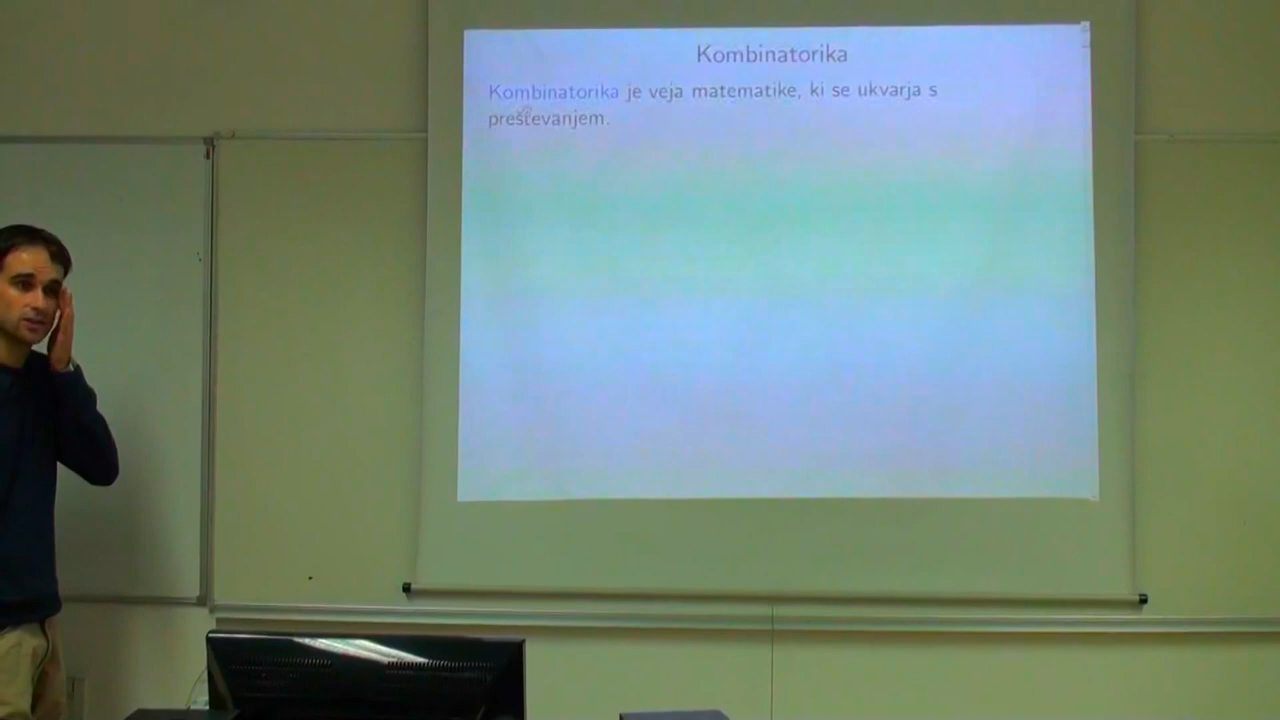 Kombinatorika
Kombinatorika je veja matematike, ki se ukvarja s
preštevanjem.